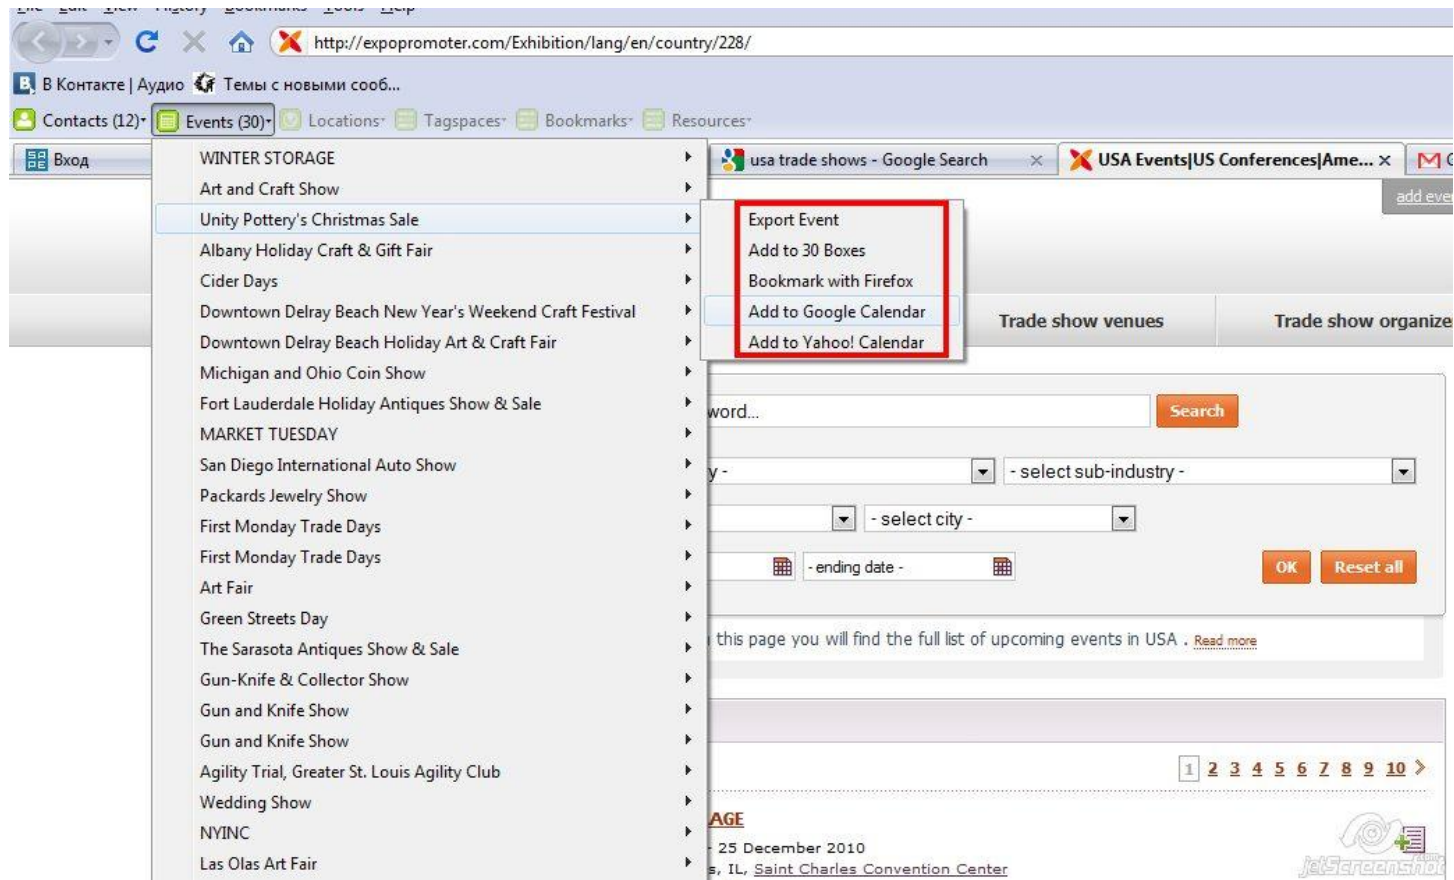 File Edit View History Bookmarks Tools Help
http://expopromoter.com/Exhibition/lang/en/country/228/
В Контакте | Аудио Темы с новыми сооб...
Contacts (12) Events (30) Locations Tagspaces Bookmarks Resources
Вход usa trade shows - Google Search USA Events|US Conferences|Ame...
add eve
WINTER STORAGE
Art and Craft Show
Unity Pottery's Christmas Sale
Albany Holiday Craft & Gift Fair
Cider Days
Downtown Delray Beach New Year's Weekend Craft Festival
Downtown Delray Beach Holiday Art & Craft Fair
Michigan and Ohio Coin Show
Fort Lauderdale Holiday Antiques Show & Sale
MARKET TUESDAY
San Diego International Auto Show
Packards Jewelry Show
First Monday Trade Days
First Monday Trade Days
Art Fair
Green Streets Day
The Sarasota Antiques Show & Sale
Gun-Knife & Collector Show
Gun and Knife Show
Gun and Knife Show
Agility Trial, Greater St. Louis Agility Club
Wedding Show
NYINC
Las Olas Art Fair
Export Event
Add to 30 Boxes
Bookmark with Firefox
Add to Google Calendar
Add to Yahoo! Calendar
Trade show venues Trade show organize
word... Search
y - - select sub-industry -
- select city -
- ending date - OK Reset all
this page you will find the full list of upcoming events in USA . Read more
1 2 3 4 5 6 7 8 9 10
AGE
- 25 December 2010
s, IL, Saint Charles Convention Center
jetScreenshot